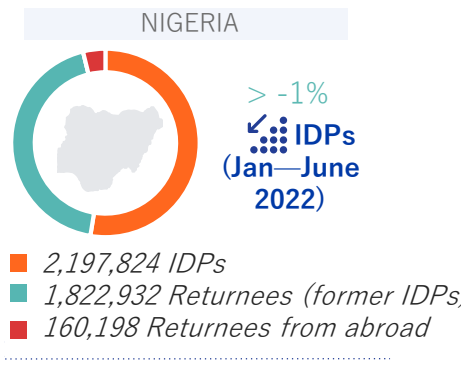 NIGERIA
> -1%
IDPs
(Jan—June
2022)
2,197,824 IDPs
1,822,932 Returnees (former IDPs)
160,198 Returnees from abroad